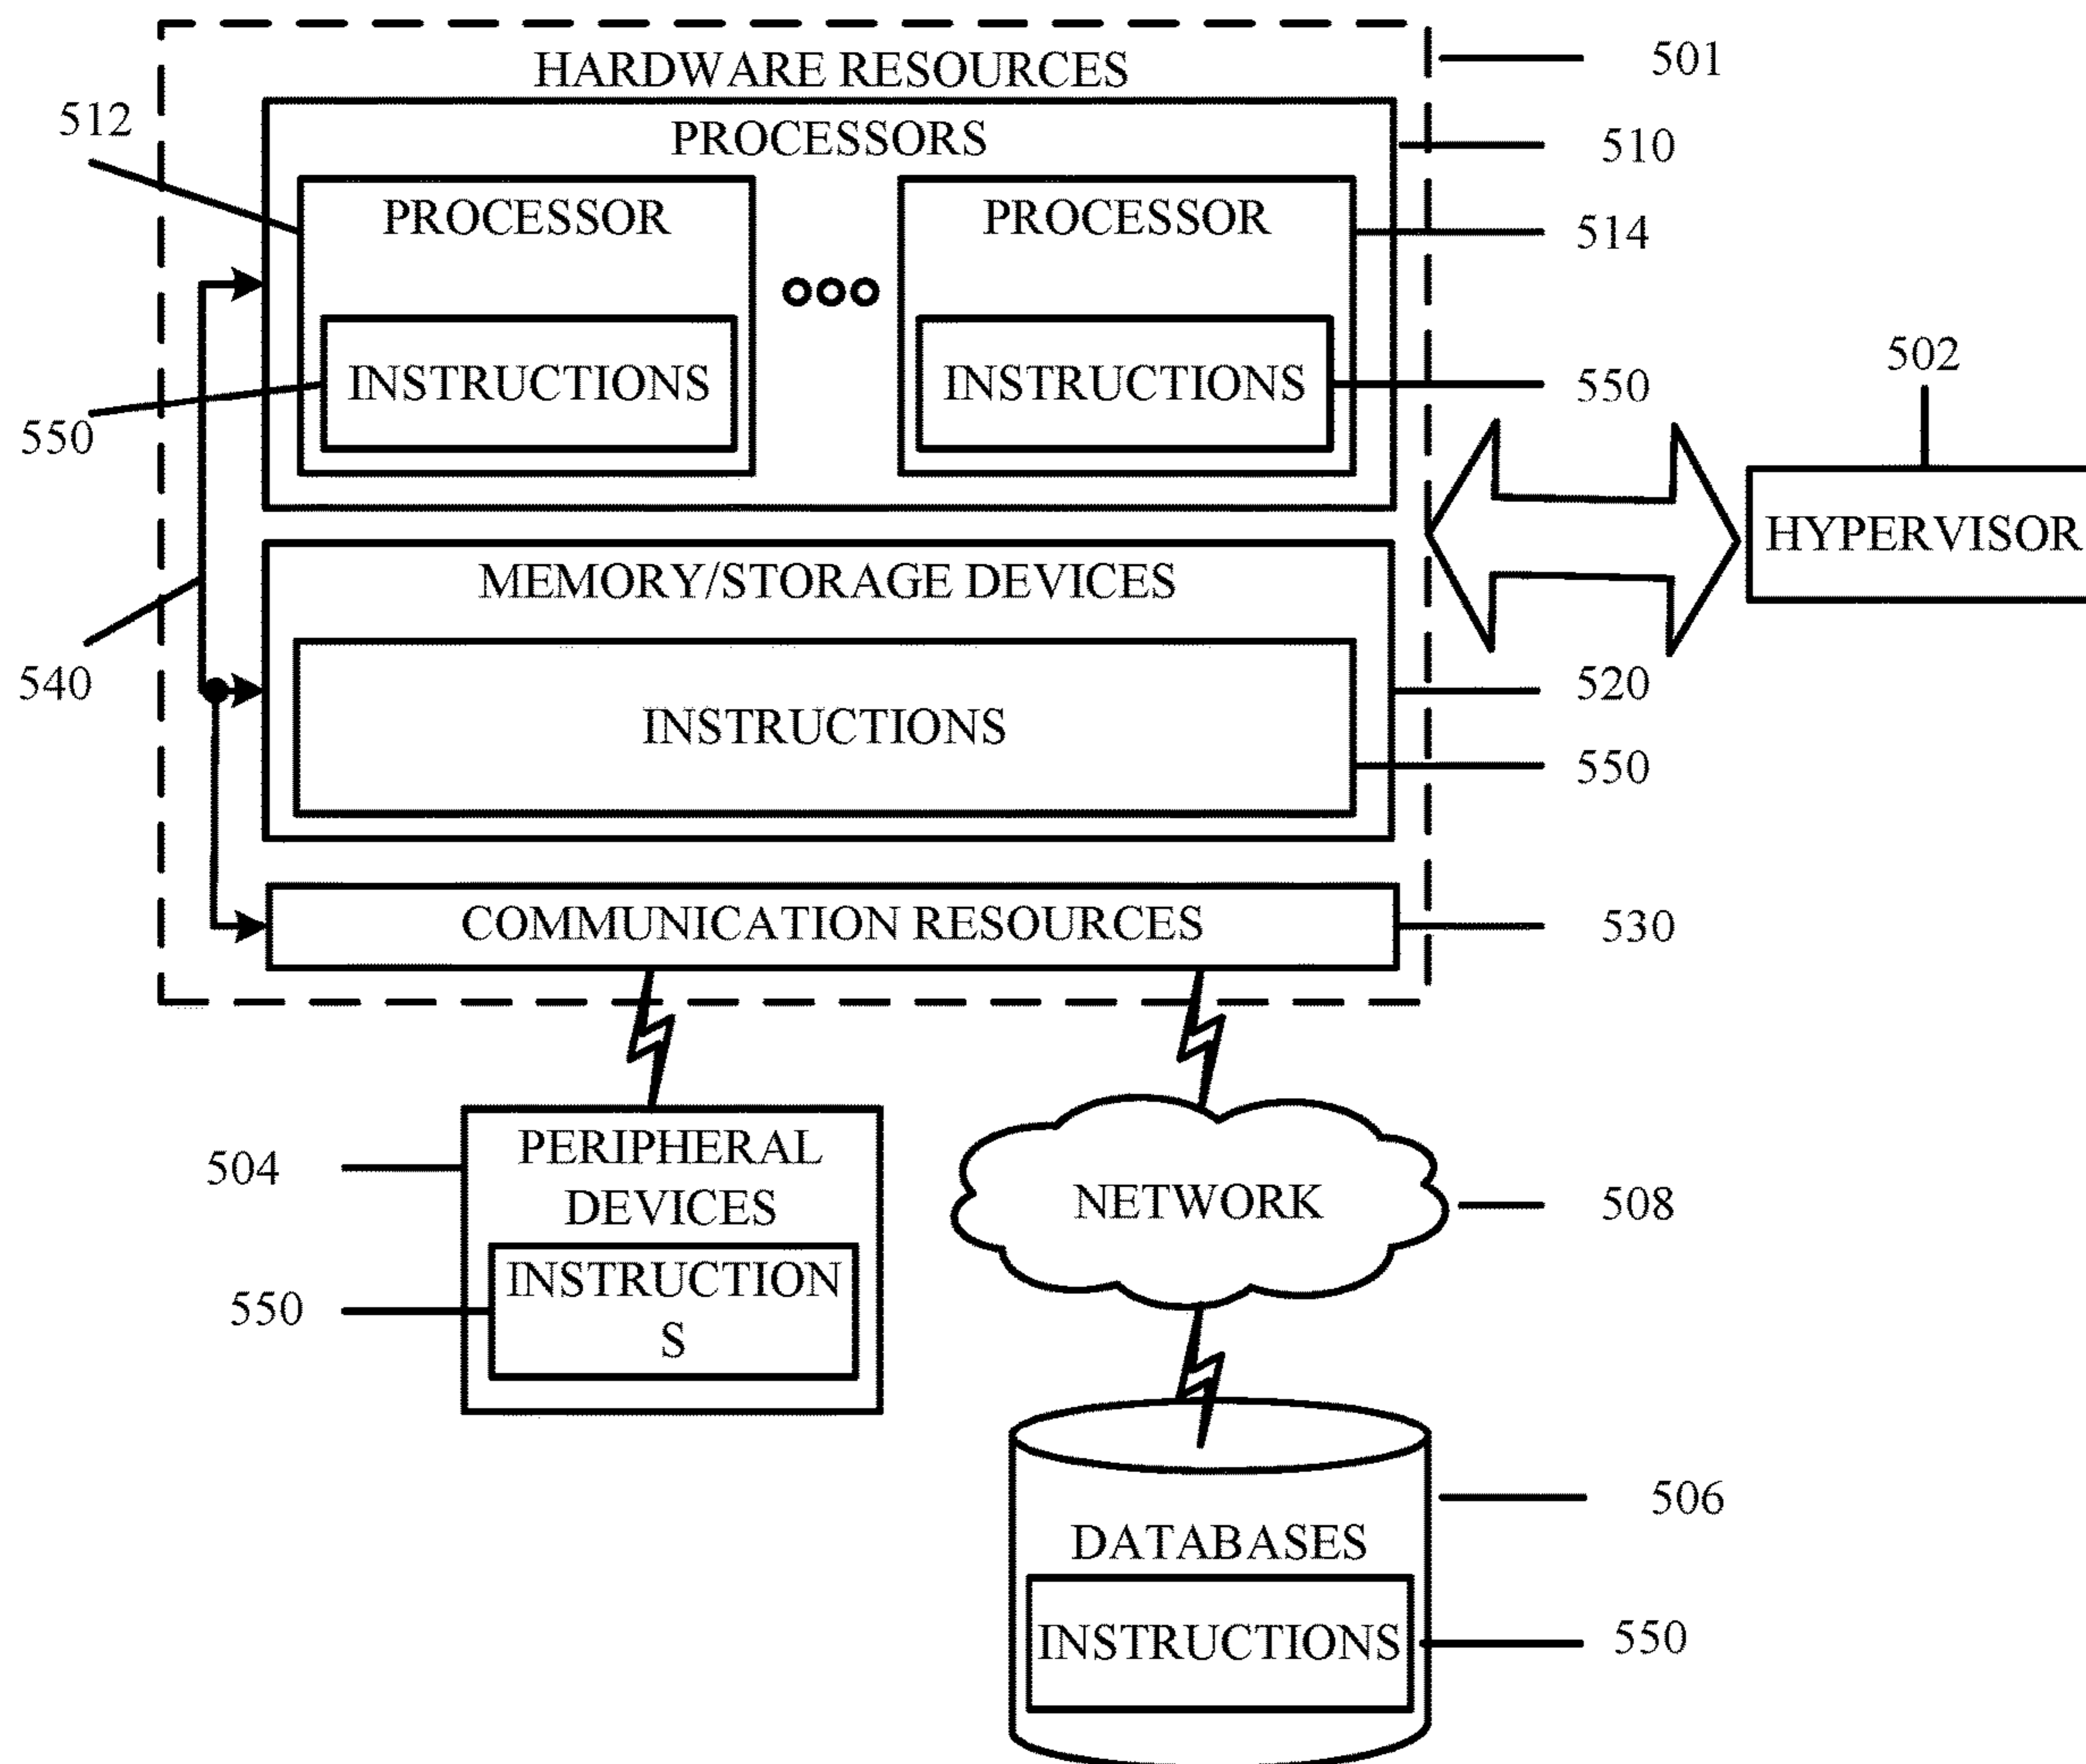 HARDWARE RESOURCES
501
512
PROCESSORS
510
PROCESSOR
PROCESSOR
514
INSTRUCTIONS
INSTRUCTIONS
550
550
502
HYPERVISOR
MEMORY/STORAGE DEVICES
540
520
INSTRUCTIONS
550
COMMUNICATION RESOURCES
530
504
PERIPHERAL
DEVICES
NETWORK
508
550
INSTRUCTION
S
506
DATABASES
INSTRUCTIONS
550